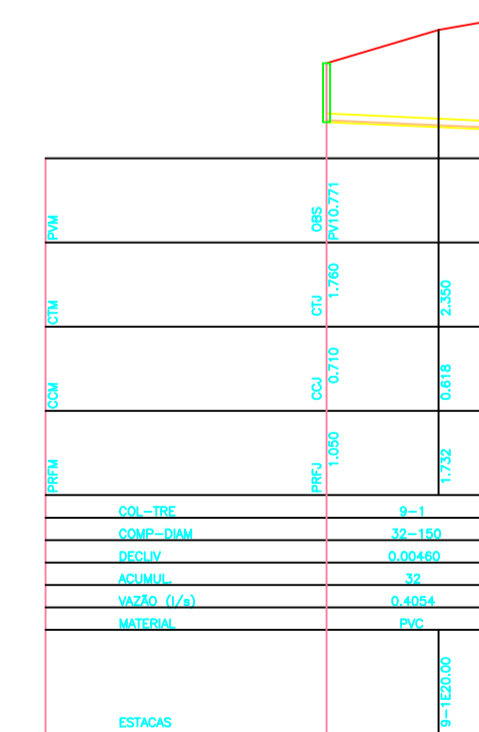 PVM
OBS
PV10.771
CTM
CTJ
1.760
2.350
CCM
CCJ
0.710
0.618
PRFM
PRFJ
1.050
1.732
COL-TRE 9-1
COMP-DIAM 32-150
DECLIV 0.00460
ACUMUL. 32
VAZÃO (l/s) 0.4054
MATERIAL PVC
ESTACAS
9-1E20.00